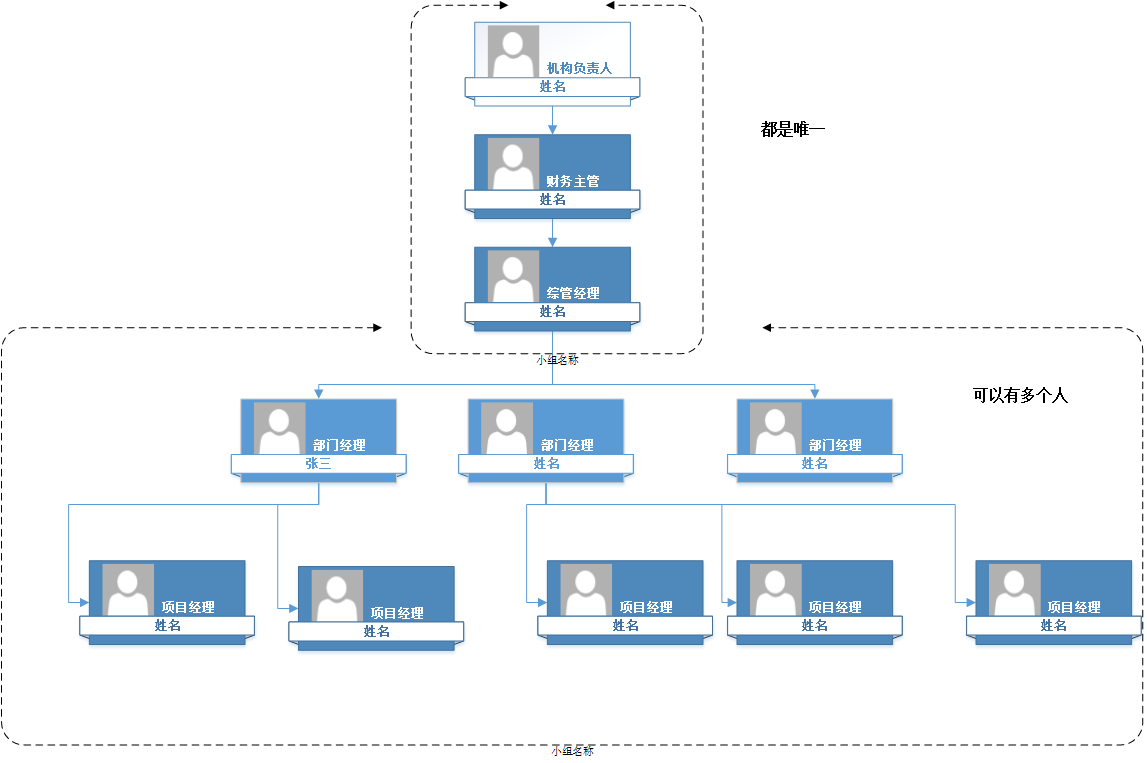 机构负责人
姓名
都是唯一
财务主管
姓名
综管经理
姓名
小组名称
可以有多个人
部门经理
张三
部门经理
姓名
部门经理
姓名
项目经理
姓名
项目经理
姓名
项目经理
姓名
项目经理
姓名
项目经理
姓名
小组名称